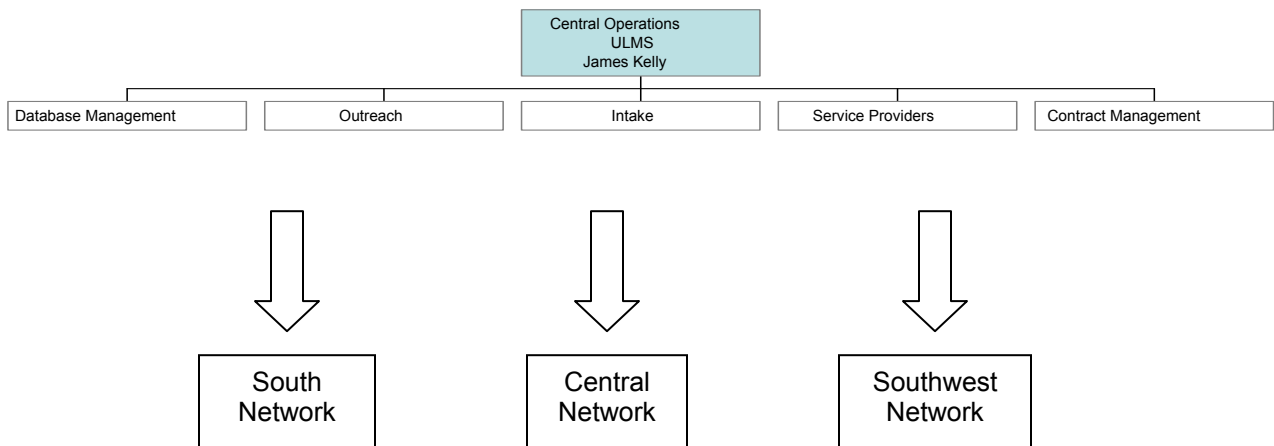 Central Operations
ULMS
James Kelly
Database Management
Outreach
Intake
Service Providers
Contract Management
South
Network
Central
Network
Southwest
Network